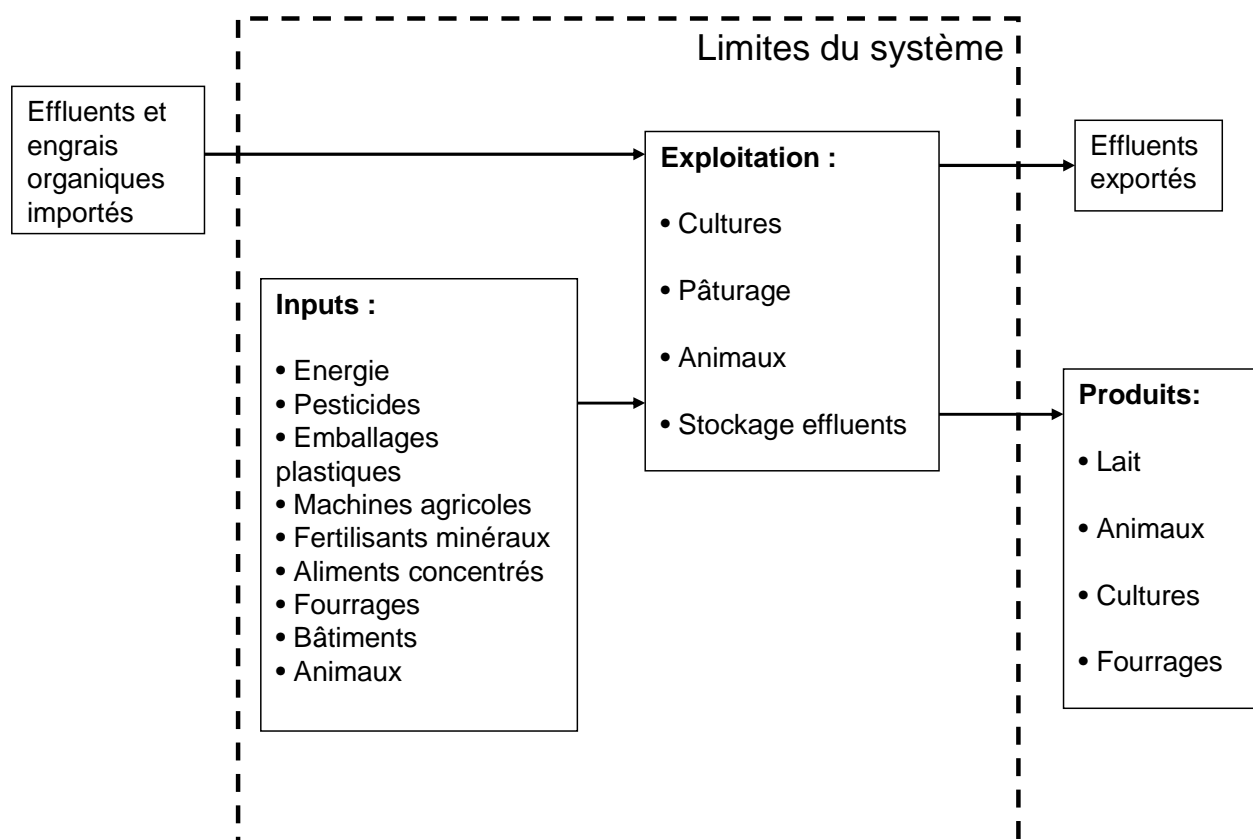 Limites du système
Effluents et
engrais
organiques
importés
Exploitation :
• Cultures
• Pâturage
• Animaux
• Stockage effluents
Effluents
exportés
Inputs :
• Energie
• Pesticides
• Emballages
plastiques
• Machines agricoles
• Fertilisants minéraux
• Aliments concentrés
• Fourrages
• Bâtiments
• Animaux
Produits:
• Lait
• Animaux
• Cultures
• Fourrages